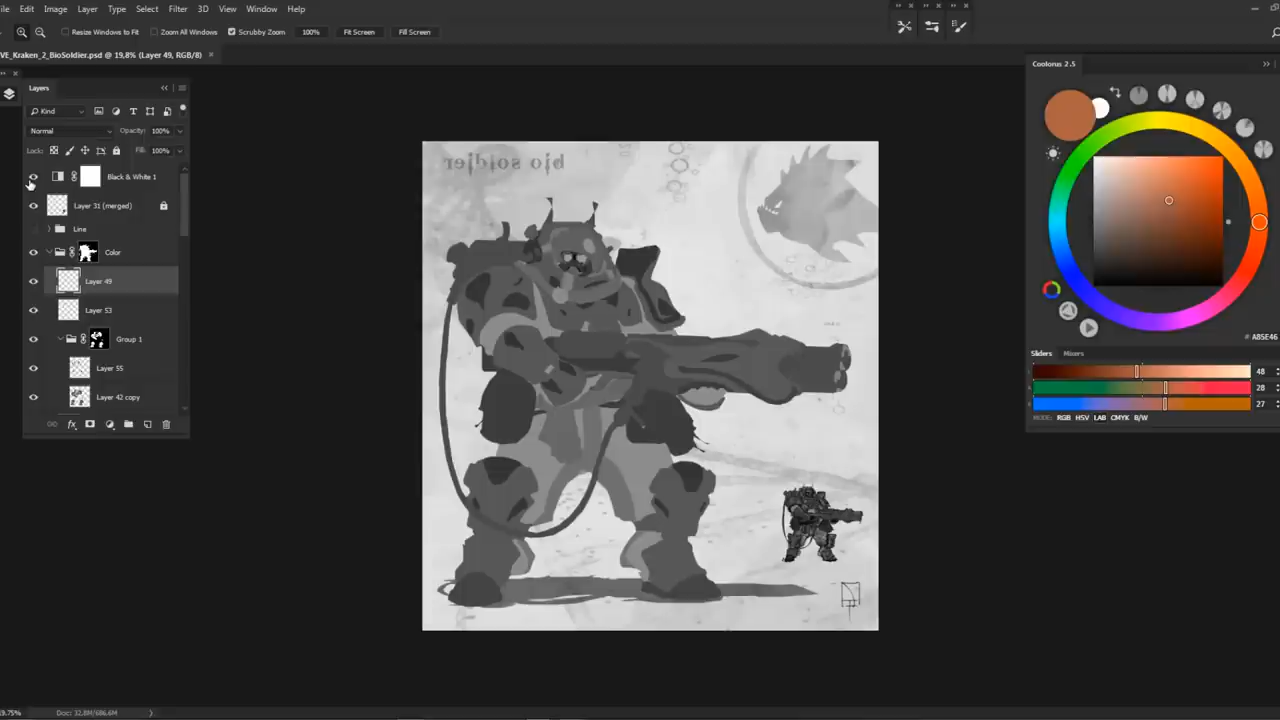 File Edit Image Layer Type Select Filter 3D View Window Help
Resize Windows to Fit Zoom All Windows Scrubby Zoom 100% Fit Screen Fill Screen
VE_Kraken_2_BioSoldier.psd @ 19,8% (Layer 49, RGB/8)
Coolorus 2.5
Layers
Kind
Normal Opacity: 100%
Lock: Fill: 100%
Black & White 1
Layer 31 (merged)
Line
Color
Layer 49
Layer 53
Group 1
Layer 55
Layer 42 copy
bio soldier
# AB5E46
Sliders Mixers
48
28
27
MODE: RGB HSV LAB CMYK B/W
19.75% Doc: 32,8M/686,6M